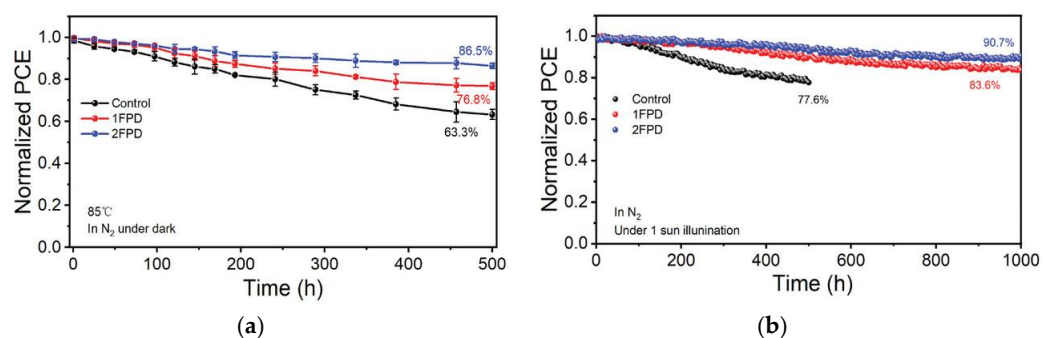 Normalized PCE
1.0
0.8
0.6
0.4
0.2
0.0
86.5%
76.8%
63.3%
Control
1FPD
2FPD
85℃
In N2 under dark
0 100 200 300 400 500
Time (h)
(a)
Normalized PCE
1.0
0.8
0.6
0.4
0.2
0.0
90.7%
83.6%
77.6%
Control
1FPD
2FPD
In N2
Under 1 sun illunination
0 200 400 600 800 1000
Time (h)
(b)